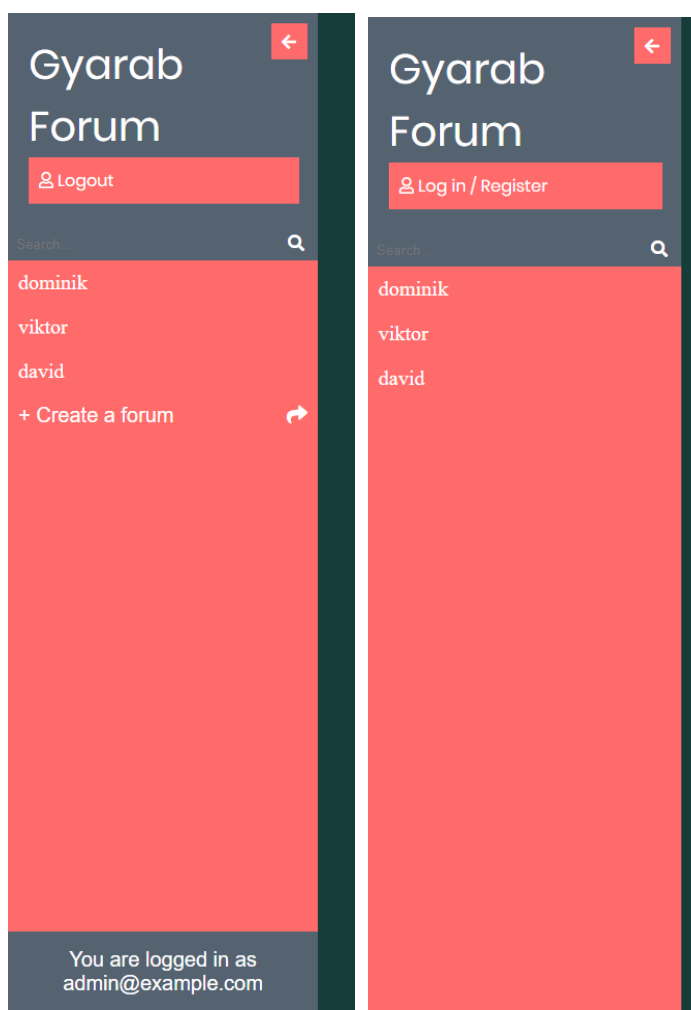 Gyarab
Forum
Logout
Search...
dominik
viktor
david
+ Create a forum
You are logged in as
admin@example.com
Gyarab
Forum
Log in / Register
Search...
dominik
viktor
david